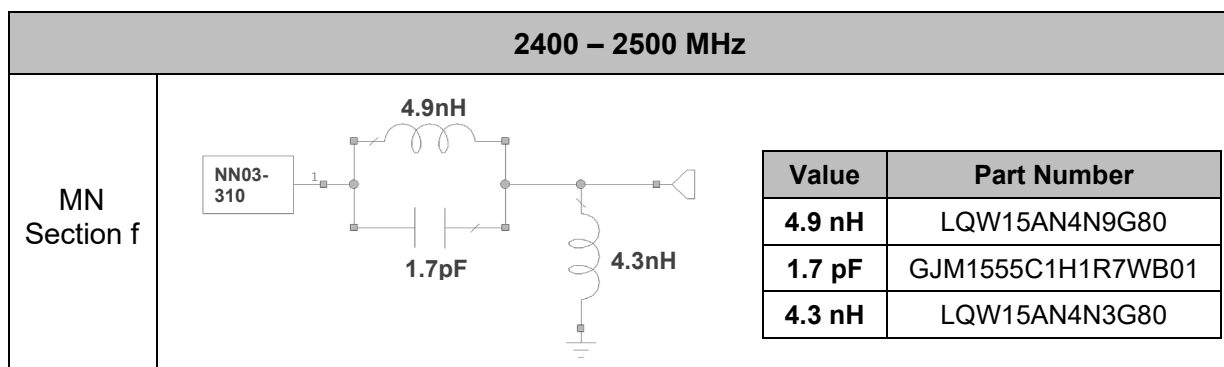 2400 – 2500 MHz
MN
Section f
4.9nH
NN03-
310
1
1.7pF
4.3nH
Value Part Number
4.9 nH LQW15AN4N9G80
1.7 pF GJM1555C1H1R7WB01
4.3 nH LQW15AN4N3G80